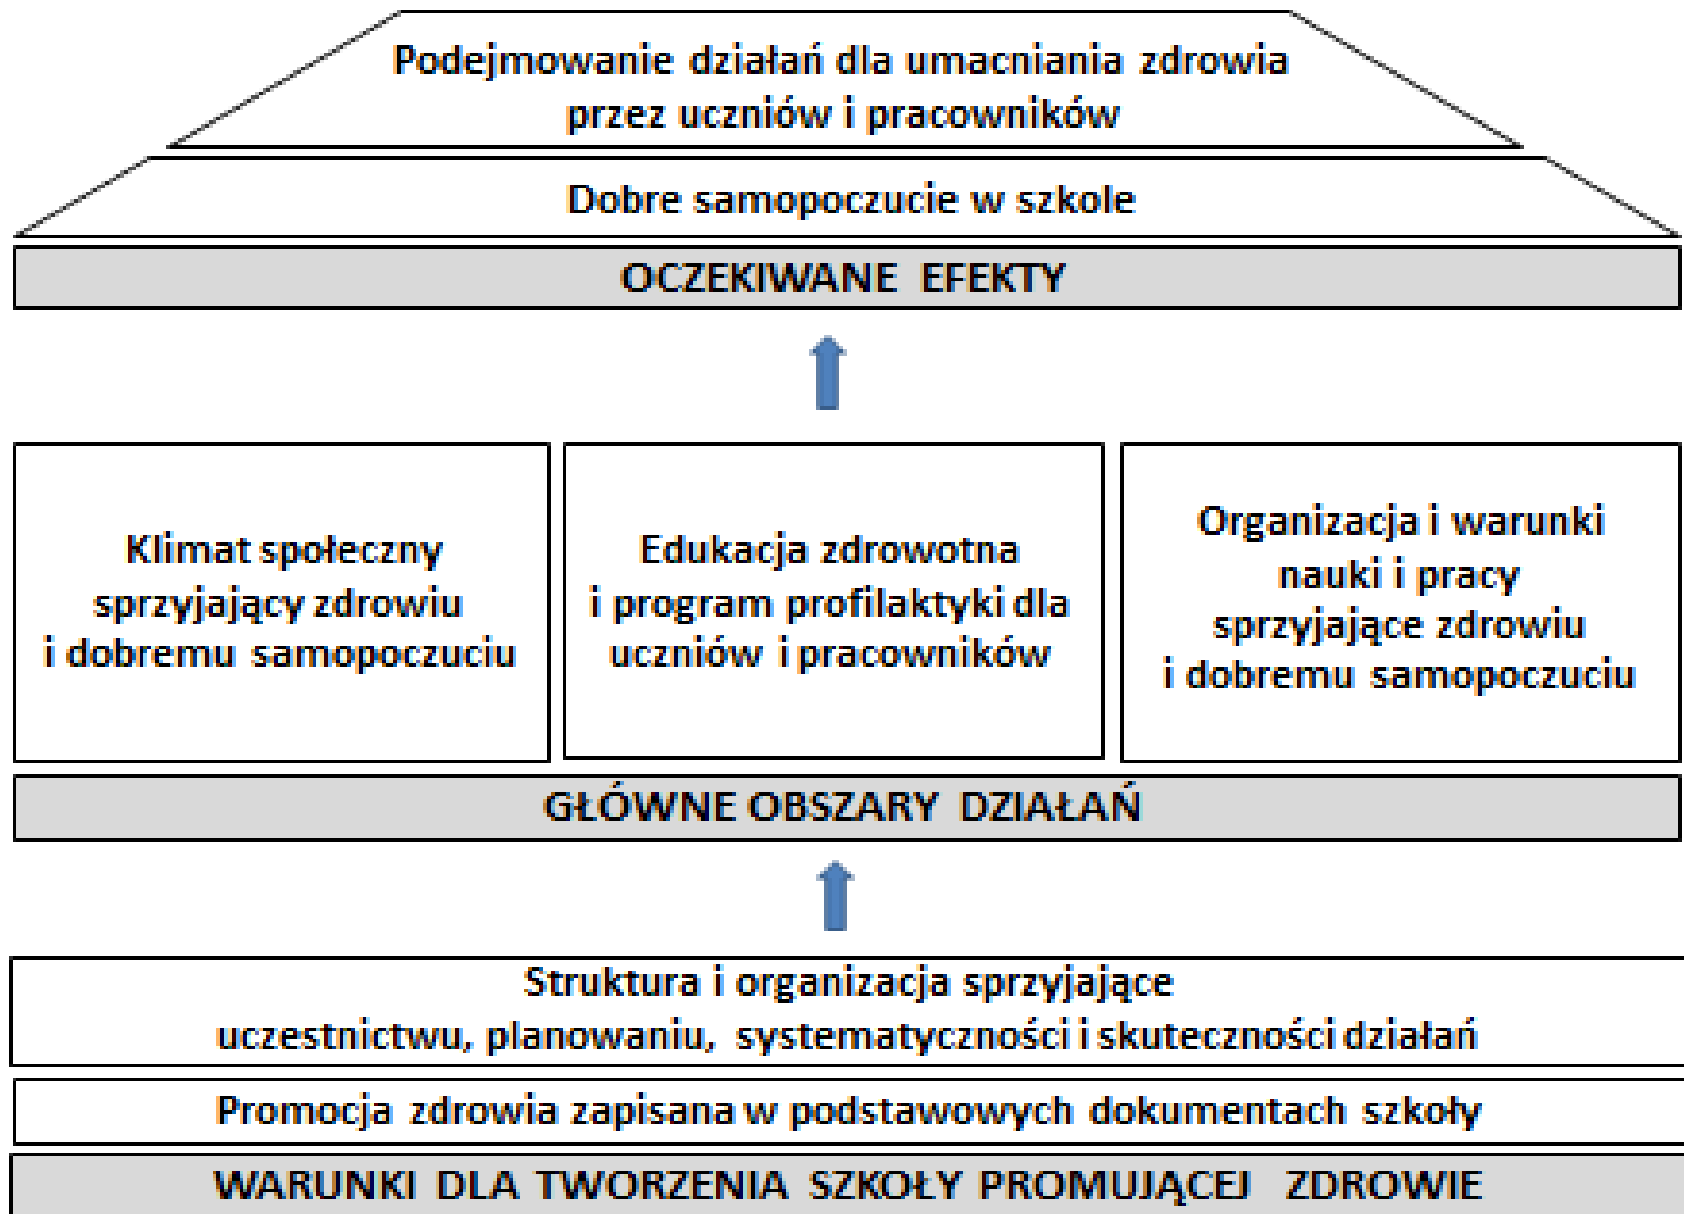 Podejmowanie działań dla umacniania zdrowia
przez uczniów i pracowników
Dobre samopoczucie w szkole
OCZEKIWANE EFEKTY
Klimat społeczny
sprzyjający zdrowiu
i dobremu samopoczuciu
Edukacja zdrowotna
i program profilaktyki dla
uczniów i pracowników
Organizacja i warunki
nauki i pracy
sprzyjające zdrowiu
i dobremu samopoczuciu
GŁÓWNE OBSZARY DZIAŁAŃ
Struktura i organizacja sprzyjające
uczestnictwu, planowaniu, systematyczności i skuteczności działań
Promocja zdrowia zapisana w podstawowych dokumentach szkoły
WARUNKI DLA TWORZENIA SZKOŁY PROMUJĄCEJ ZDROWIE